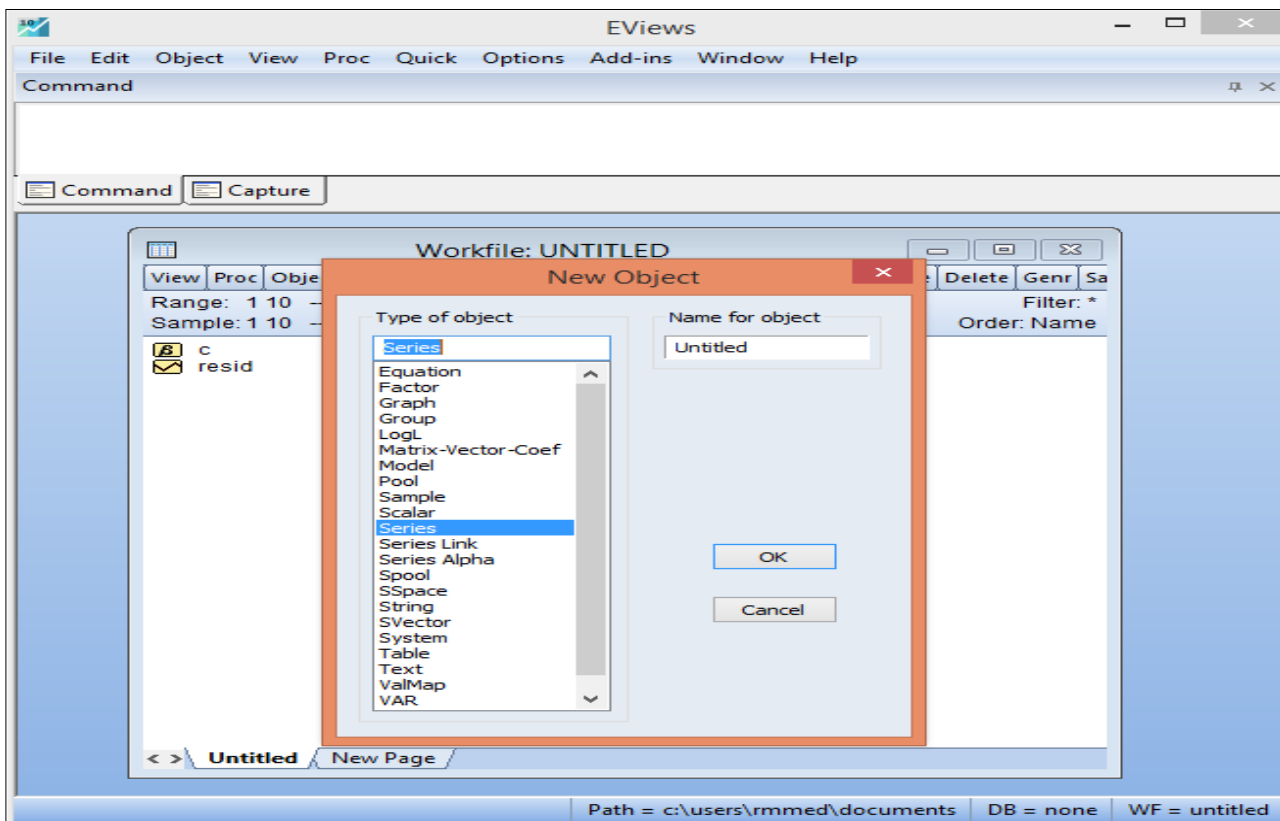 EViews
File Edit Object View Proc Quick Options Add-ins Window Help
Command
Command Capture
Workfile: UNTITLED
View Proc Obje Delete Genr Sa
Range: 1 10 --
Filter: *
Sample: 1 10 --
Order: Name
c
resid
New Object
Type of object
Name for object
Series
Untitled
Equation
Factor
Graph
Group
LogL
Matrix-Vector-Coef
Model
Pool
Sample
Scalar
Series
Series Link
Series Alpha
Spool
SSpace
String
SVector
System
Table
Text
ValMap
VAR
OK
Cancel
< > Untitled New Page
Path = c:\users\rmmed\documents DB = none WF = untitled